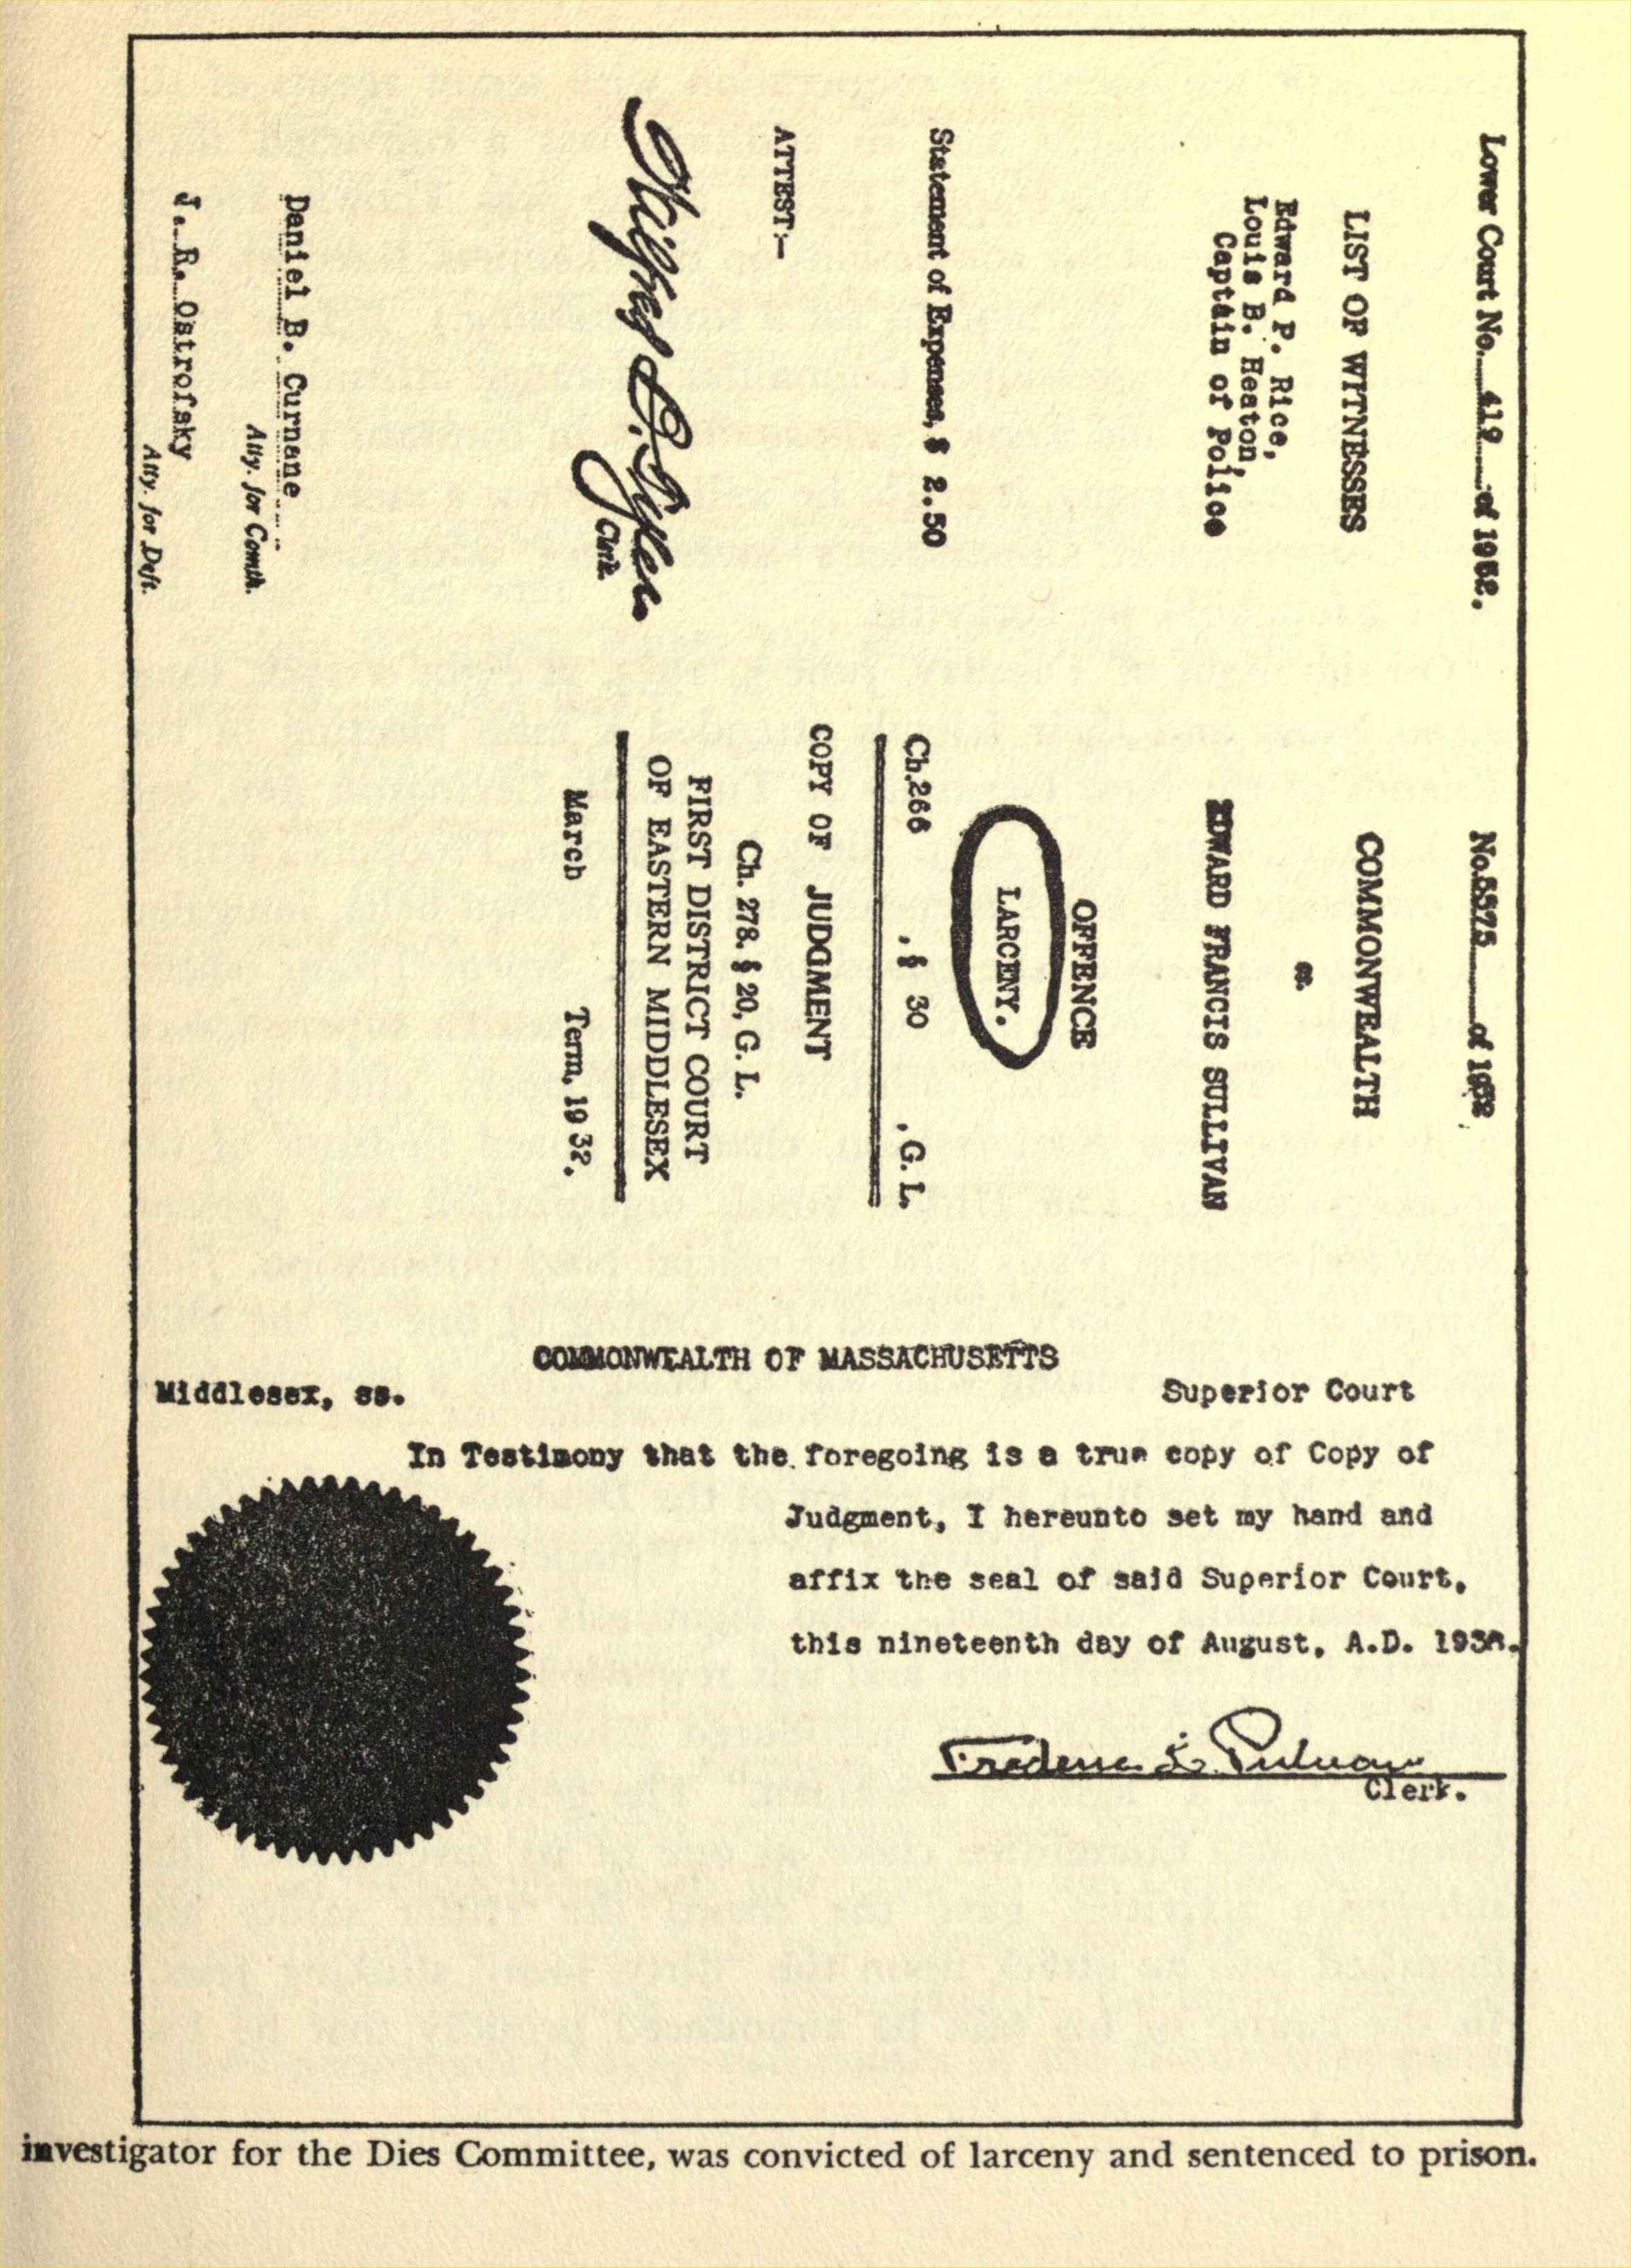 Lower Court No. 412 of 1932.
LIST OF WITNESSES
Edward P. Rice,
Louis B. Heaton,
Captain of Police
Statement of Expenses, $ 2.50
ATTEST:—
Clerk.
Daniel B. Curnane
Atty. for Comth.
J. R. Ostrofsky
Atty. for Deft.
No. 5575 of 1932
COMMONWEALTH
vs.
EDWARD FRANCIS SULLIVAN
OFFENCE
LARCENY.
Ch. 266 , § 30 , G. L.
COPY OF JUDGMENT
Ch. 278. § 20, G. L.
FIRST DISTRICT COURT
OF EASTERN MIDDLESEX
March Term, 19 32.
COMMONWEALTH OF MASSACHUSETTS
Middlesex, ss. Superior Court
In Testimony that the foregoing is a true copy of Copy of
Judgment, I hereunto set my hand and
affix the seal of said Superior Court,
this nineteenth day of August, A.D.
Clerk.
investigator for the Dies Committee, was convicted of larceny and sentenced to prison.